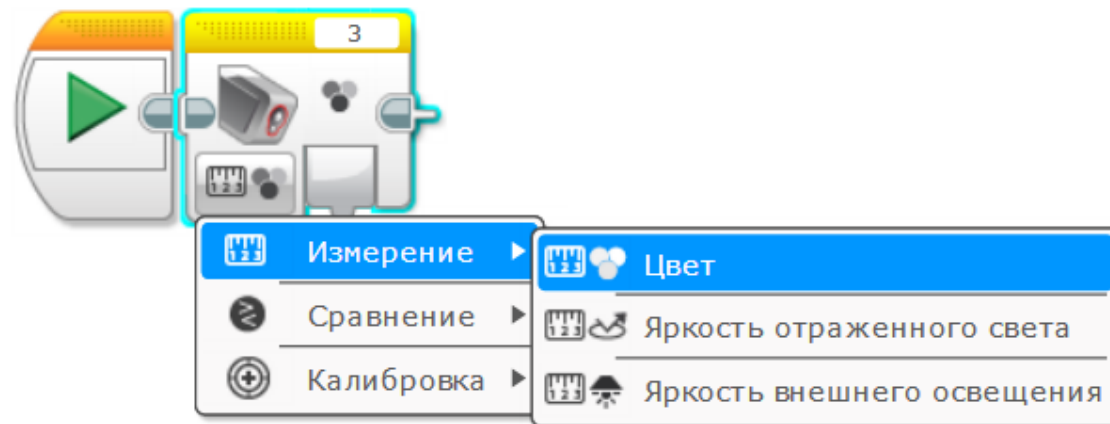 3
Измерение
Цвет
Сравнение
Яркость отраженного света
Калибровка
Яркость внешнего освещения